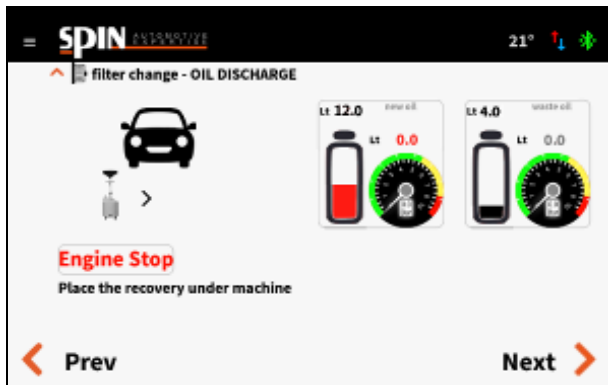 SPIN AUTOMOTIVE EXPERTISE
21°
filter change - OIL DISCHARGE
Lt 12.0 new oil
Lt 0.0
Lt 4.0 waste oil
Lt 0.0
Engine Stop
Place the recovery under machine
Prev
Next